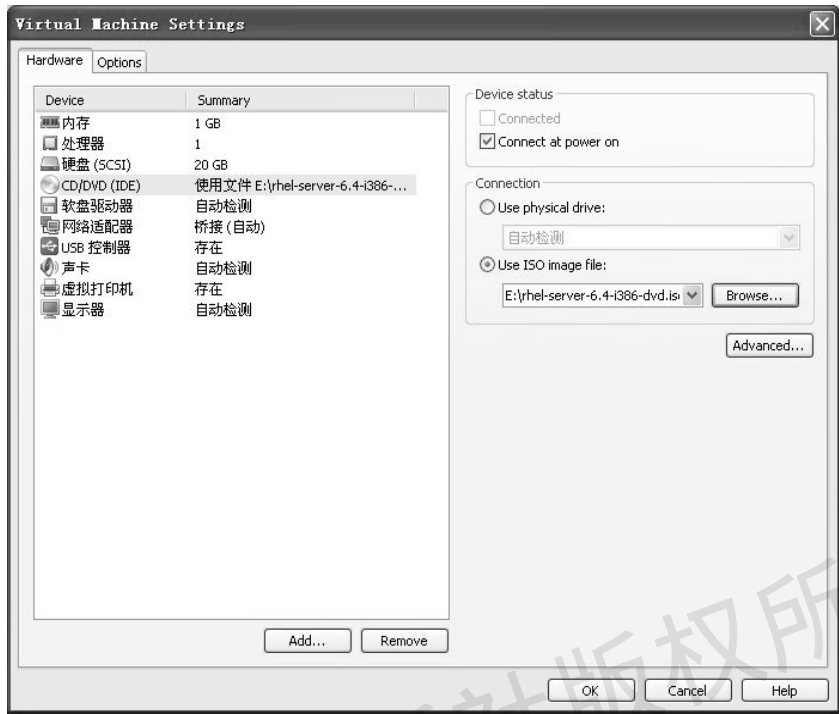 Virtual Machine Settings
Hardware Options
Device Summary
内存 1 GB
处理器 1
硬盘 (SCSI) 20 GB
CD/DVD (IDE) 使用文件 E:\rhel-server-6.4-i386-...
软盘驱动器 自动检测
网络适配器 桥接 (自动)
USB 控制器 存在
声卡 自动检测
虚拟打印机 存在
显示器 自动检测
Add... Remove
Device status
Connected
Connect at power on
Connection
Use physical drive:
自动检测
Use ISO image file:
E:\rhel-server-6.4-i386-dvd.is Browse...
Advanced...
OK Cancel Help
社版权所